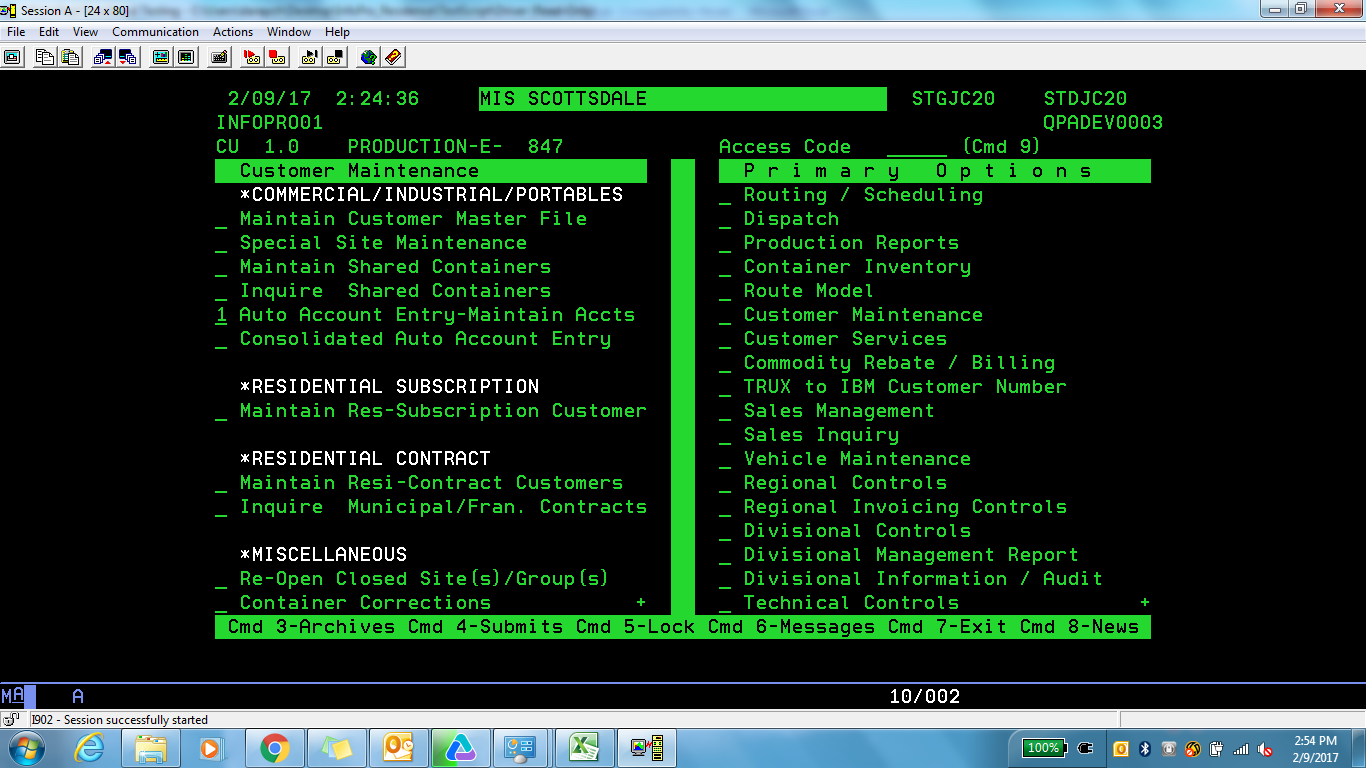 Session A - [24 x 80]
File Edit View Communication Actions Window Help
2/09/17 2:24:36 MIS SCOTTSDALE STGJC20 STDJC20
INFOPRO01 QPADEV0003
CU 1.0 PRODUCTION-E- 847 Access Code ______ (Cmd 9)
Customer Maintenance P r i m a r y O p t i o n s
*COMMERCIAL/INDUSTRIAL/PORTABLES _ Routing / Scheduling
_ Maintain Customer Master File _ Dispatch
_ Special Site Maintenance _ Production Reports
_ Maintain Shared Containers _ Container Inventory
_ Inquire Shared Containers _ Route Model
1 Auto Account Entry-Maintain Accts _ Customer Maintenance
_ Consolidated Auto Account Entry _ Customer Services
_ Commodity Rebate / Billing
*RESIDENTIAL SUBSCRIPTION _ TRUX to IBM Customer Number
_ Maintain Res-Subscription Customer _ Sales Management
_ Sales Inquiry
*RESIDENTIAL CONTRACT _ Vehicle Maintenance
_ Maintain Resi-Contract Customers _ Regional Controls
_ Inquire Municipal/Fran. Contracts _ Regional Invoicing Controls
_ Divisional Controls
*MISCELLANEOUS _ Divisional Management Report
_ Re-Open Closed Site(s)/Group(s) _ Divisional Information / Audit
_ Container Corrections + _ Technical Controls +
Cmd 3-Archives Cmd 4-Submits Cmd 5-Lock Cmd 6-Messages Cmd 7-Exit Cmd 8-News
MA A 10/002
I902 - Session successfully started
100% 2:54 PM
2/9/2017